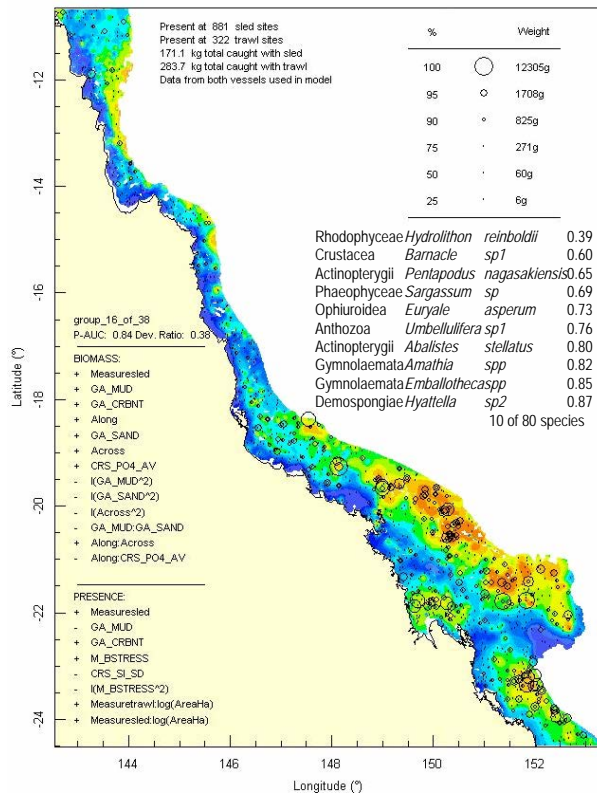 Present at 881 sled sites
Present at 322 trawl sites
171.1 kg total caught with sled
283.7 kg total caught with trawl
Data from both vessels used in model
% Weight
100 12305g
95 1708g
90 825g
75 271g
50 60g
25 6g
Rhodophyceae Hydrolithon reinboldii 0.39
Crustacea Barnacle sp1 0.60
Actinopterygii Pentapodus nagasakiensis 0.65
Phaeophyceae Sargassum sp 0.69
Ophiuroidea Euryale asperum 0.73
Anthozoa Umbellulifera sp1 0.76
Actinopterygii Abalistes stellatus 0.80
Gymnolaemata Amathia spp 0.82
Gymnolaemata Emballotheca spp 0.85
Demospongiae Hyattella sp2 0.87
10 of 80 species
group_16_of_38
P-AUC: 0.84 Dev. Ratio: 0.38
BIOMASS:
+ Measuresled
+ GA_MUD
+ GA_CRBNT
+ Along
+ GA_SAND
+ Across
+ CRS_PO4_AV
- I(GA_MUD^2)
- I(GA_SAND^2)
- I(Across^2)
- GA_MUD:GA_SAND
+ Along:Across
- Along:CRS_PO4_AV
PRESENCE:
+ Measuresled
- GA_MUD
+ GA_CRBNT
+ M_BSTRESS
- CRS_SI_SD
- I(M_BSTRESS^2)
+ Measuretrawl:log(AreaHa)
+ Measuresled:log(AreaHa)
Latitude (°)
-12
-14
-16
-18
-20
-22
-24
144 146 148 150 152
Longitude (°)